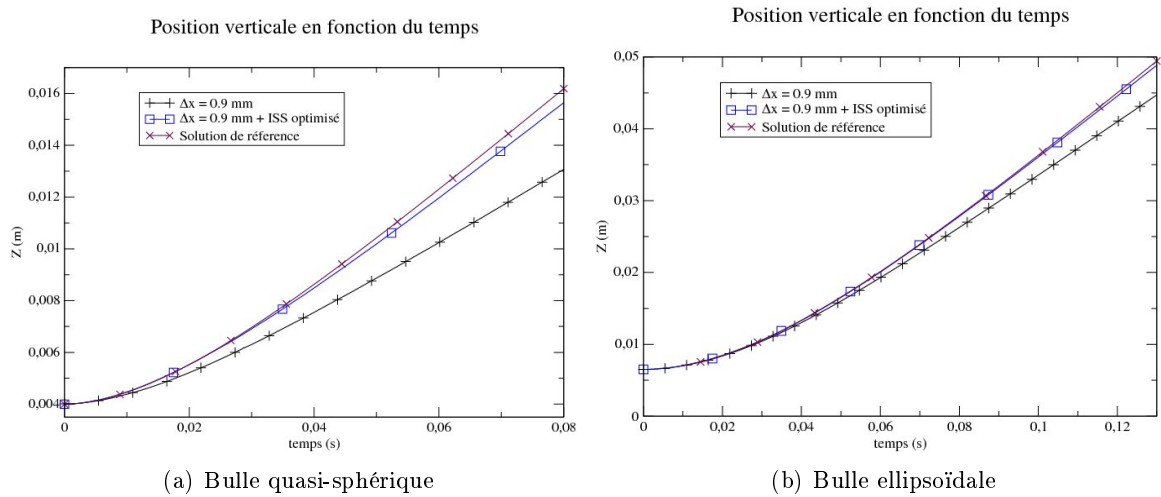 Position verticale en fonction du temps
0,016
0,014
0,012
0,01
0,008
0,006
0,004
Z (m)
Δx = 0.9 mm
Δx = 0.9 mm + ISS optimisé
Solution de réference
0
0,02
0,04
0,06
0,08
temps (s)
(a) Bulle quasi-sphérique
Position verticale en fonction du temps
0,05
0,04
0,03
0,02
0,01
0
Z (m)
Δx = 0.9 mm
Δx = 0.9 mm + ISS optimisé
Solution de référence
0
0,02
0,04
0,06
0,08
0,1
0,12
temps (s)
(b) Bulle ellipsoïdale